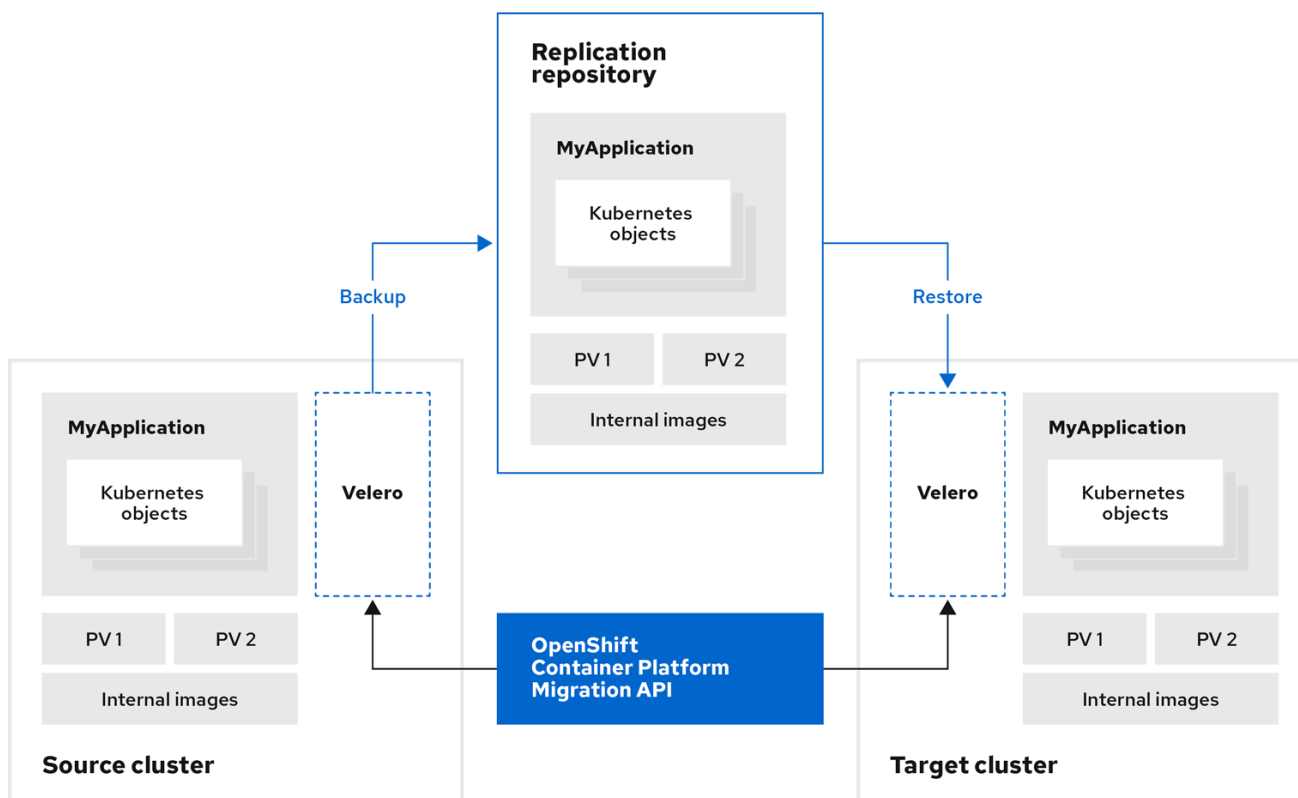 Replication
repository
MyApplication
Kubernetes
objects
PV 1
PV 2
Internal images
Backup
Restore
MyApplication
Kubernetes
objects
Velero
PV 1
PV 2
Internal images
Source cluster
OpenShift
Container Platform
Migration API
Velero
MyApplication
Kubernetes
objects
PV 1
PV 2
Internal images
Target cluster